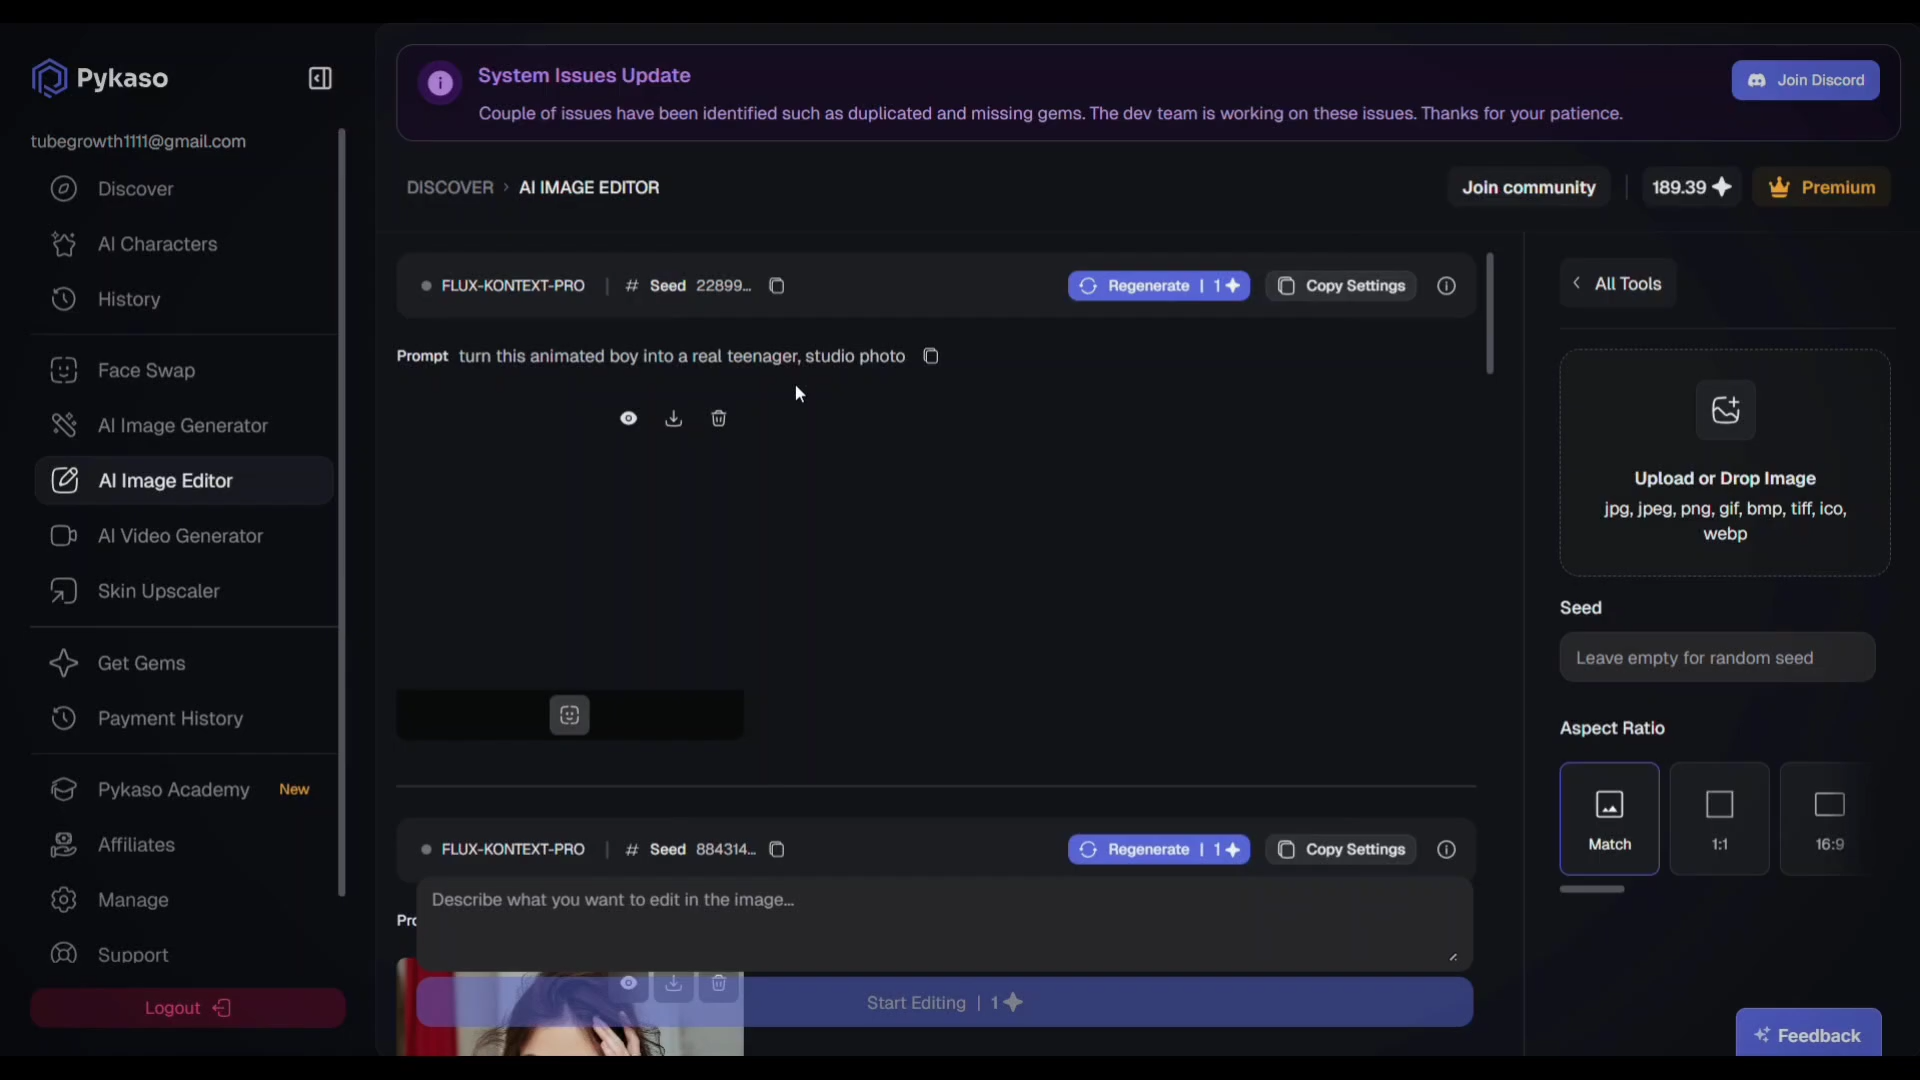 Pykaso
tubegrowth1111@gmail.com
Discover
AI Characters
History
Face Swap
AI Image Generator
AI Image Editor
AI Video Generator
Skin Upscaler
Get Gems
Payment History
Pykaso Academy New
Affiliates
Manage
Support
Logout
System Issues Update
Couple of issues have been identified such as duplicated and missing gems. The dev team is working on these issues. Thanks for your patience.
Join Discord
DISCOVER › AI IMAGE EDITOR
Join community
189.39
Premium
FLUX-KONTEXT-PRO | # Seed 22899...
Regenerate | 1
Copy Settings
Prompt turn this animated boy into a real teenager, studio photo
FLUX-KONTEXT-PRO | # Seed 884314...
Regenerate | 1
Copy Settings
Describe what you want to edit in the image...
Start Editing | 1
All Tools
Upload or Drop Image
jpg, jpeg, png, gif, bmp, tiff, ico,
webp
Seed
Leave empty for random seed
Aspect Ratio
Match
1:1
16:9
Feedback